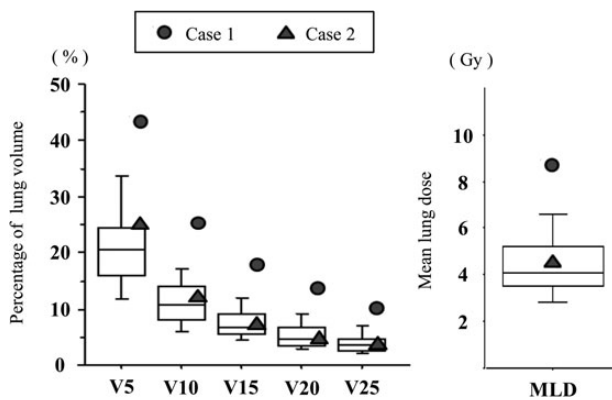 Case 1 Case 2
( % )
50
40
30
20
10
0
Percentage of lung volume
V5 V10 V15 V20 V25
( Gy )
10
8
6
4
2
Mean lung dose
MLD